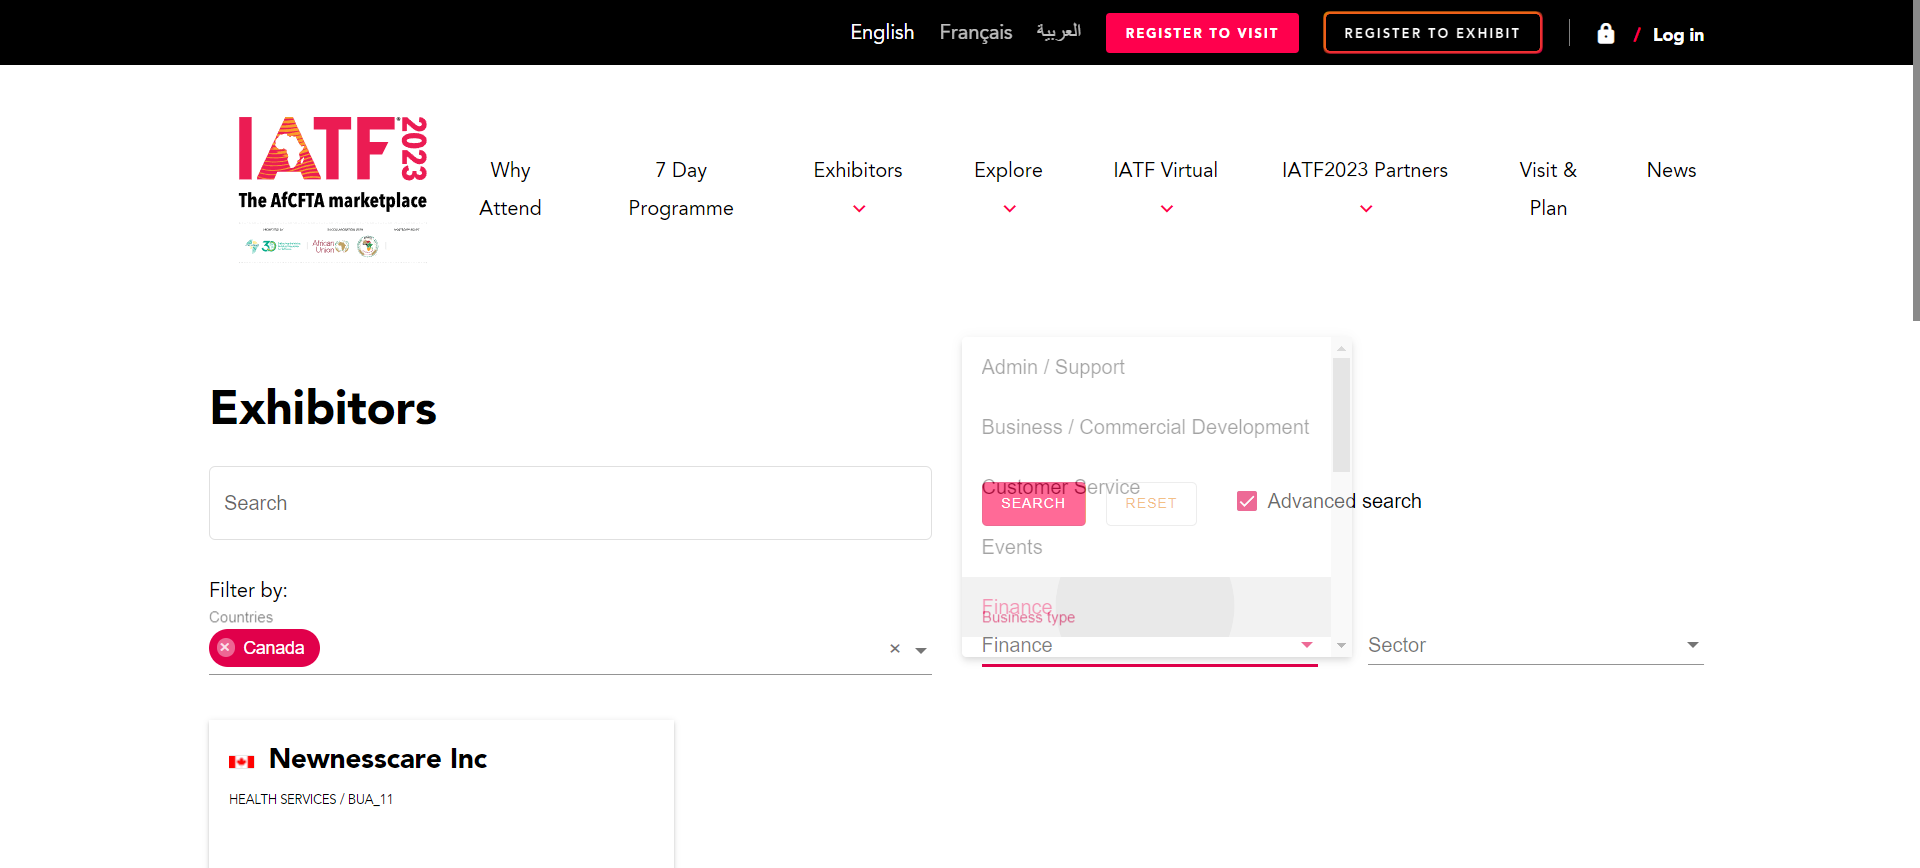 English Français العربية REGISTER TO VISIT REGISTER TO EXHIBIT / Log in
IATF 2023
The AfCFTA marketplace
African Union
Why Attend
7 Day Programme
Exhibitors
Explore
IATF Virtual
IATF2023 Partners
Visit & Plan
News
Exhibitors
Search
Admin / Support
Business / Commercial Development
Customer Service
SEARCH RESET Advanced search
Events
Finance
Filter by:
Countries
Canada
Business type
Finance
Sector
Newnesscare Inc
HEALTH SERVICES / BUA_11